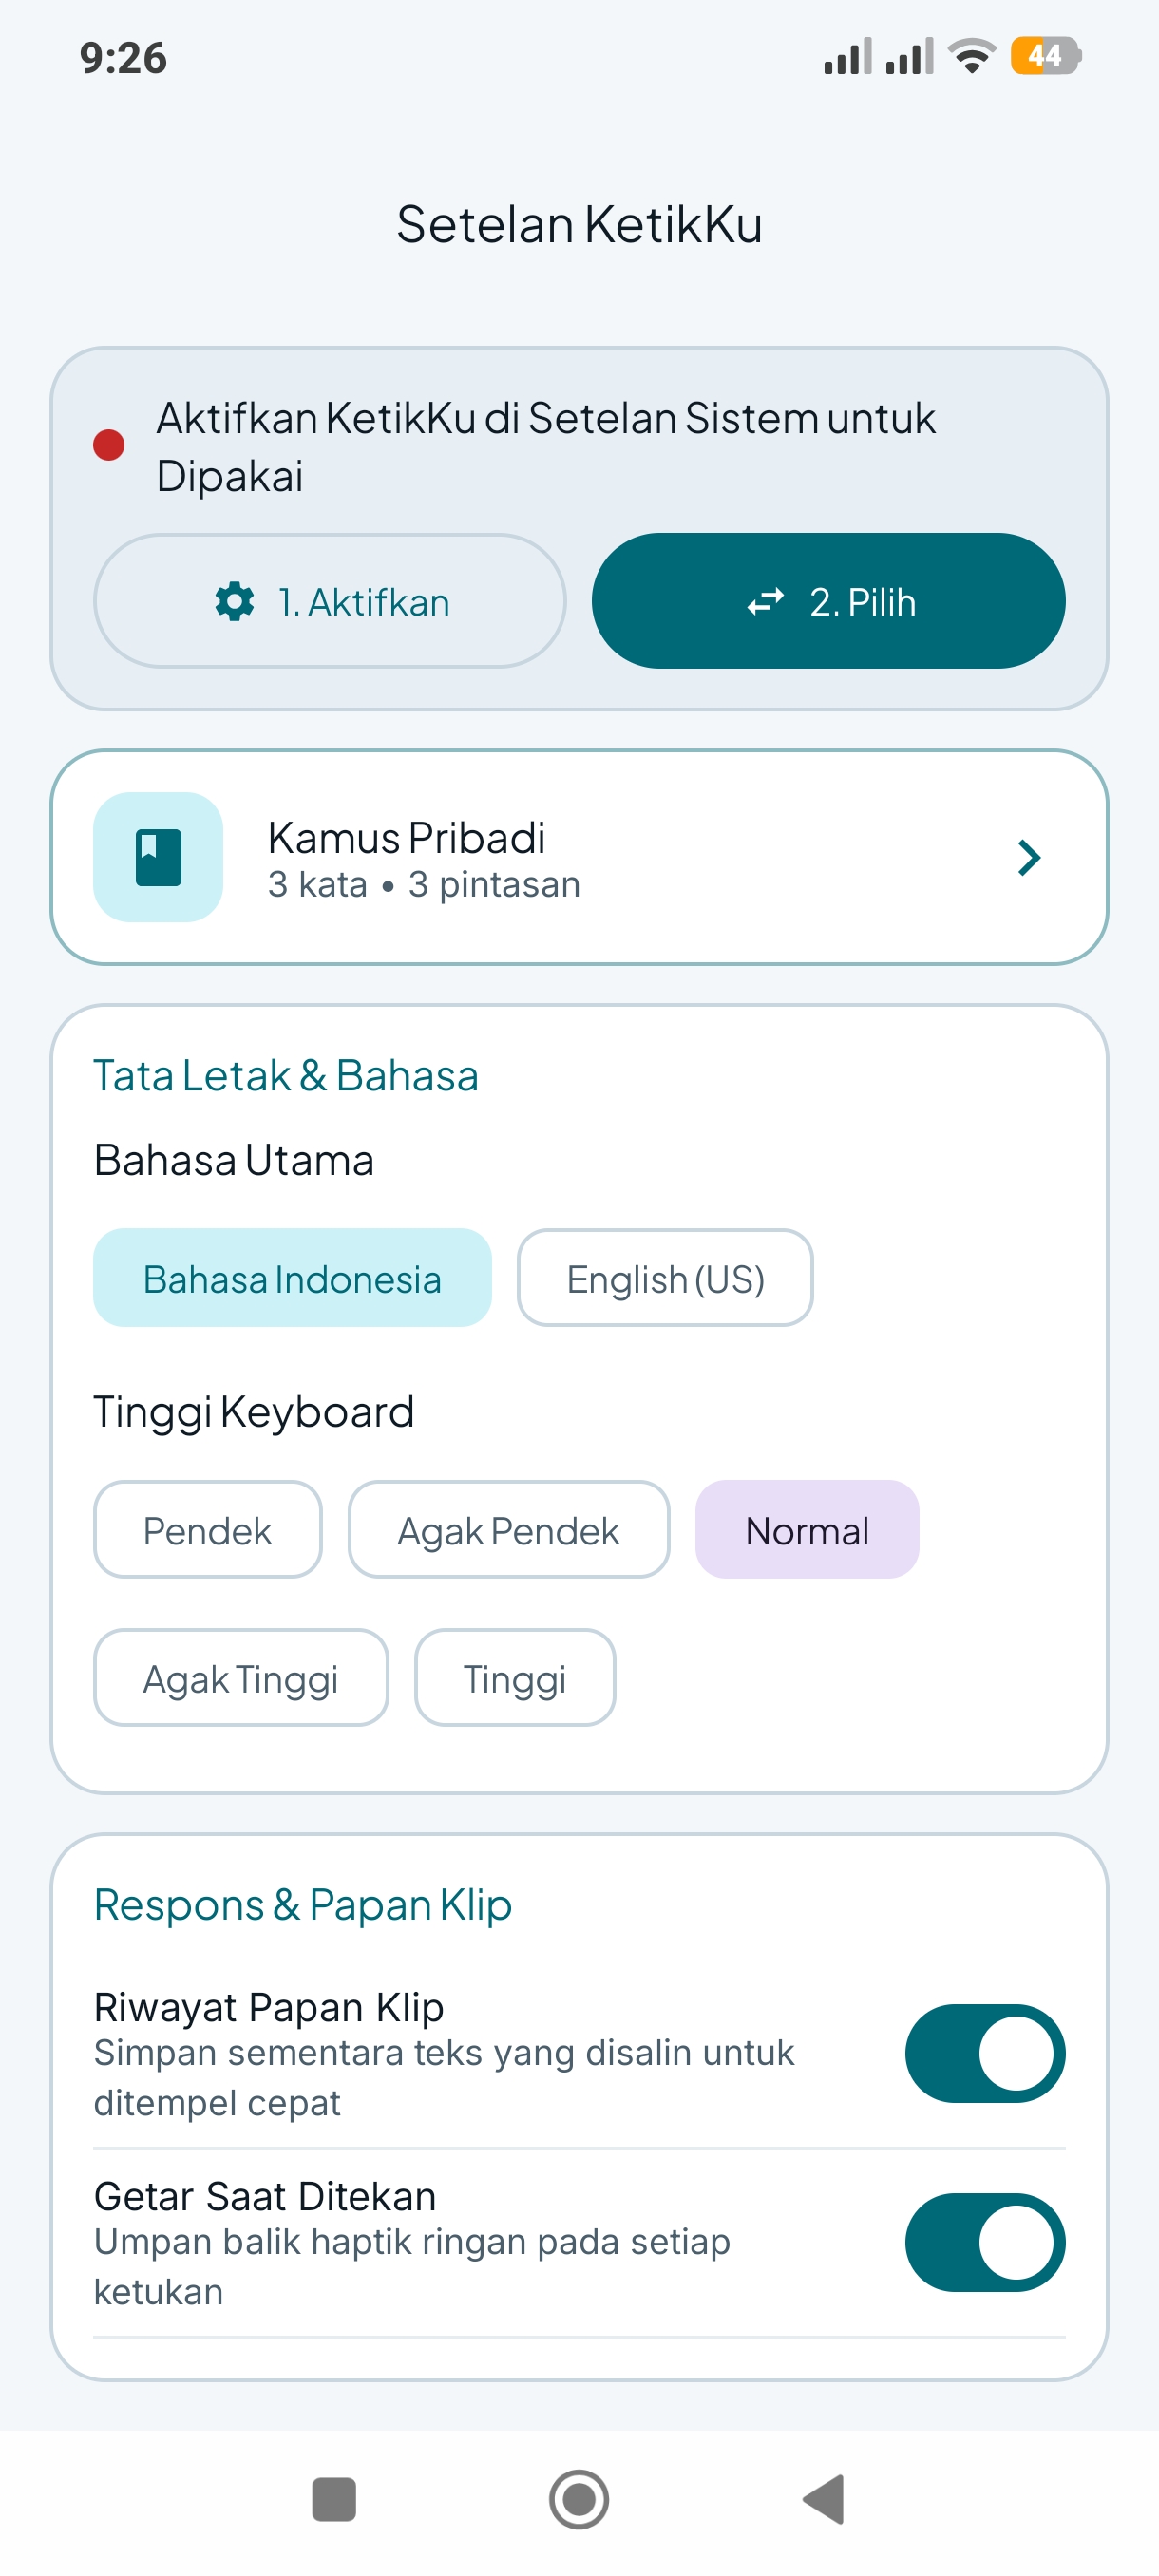 9:26
44
Setelan KetikKu
Aktifkan KetikKu di Setelan Sistem untuk
Dipakai
1. Aktifkan
2. Pilih
Kamus Pribadi
3 kata • 3 pintasan
Tata Letak & Bahasa
Bahasa Utama
Bahasa Indonesia
English (US)
Tinggi Keyboard
Pendek
Agak Pendek
Normal
Agak Tinggi
Tinggi
Respons & Papan Klip
Riwayat Papan Klip
Simpan sementara teks yang disalin untuk
ditempel cepat
Getar Saat Ditekan
Umpan balik haptik ringan pada setiap
ketukan